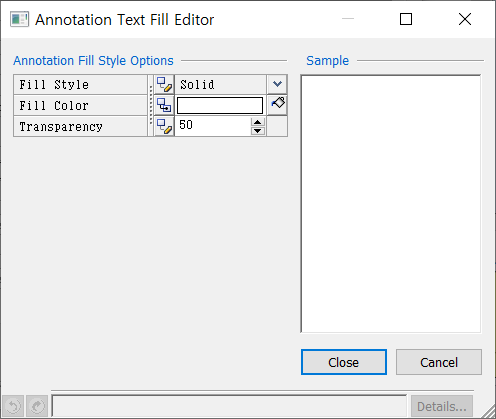 Annotation Text Fill Editor
Annotation Fill Style Options
Sample
Fill Style Solid
Fill Color
Transparency 50
Close Cancel
Details...